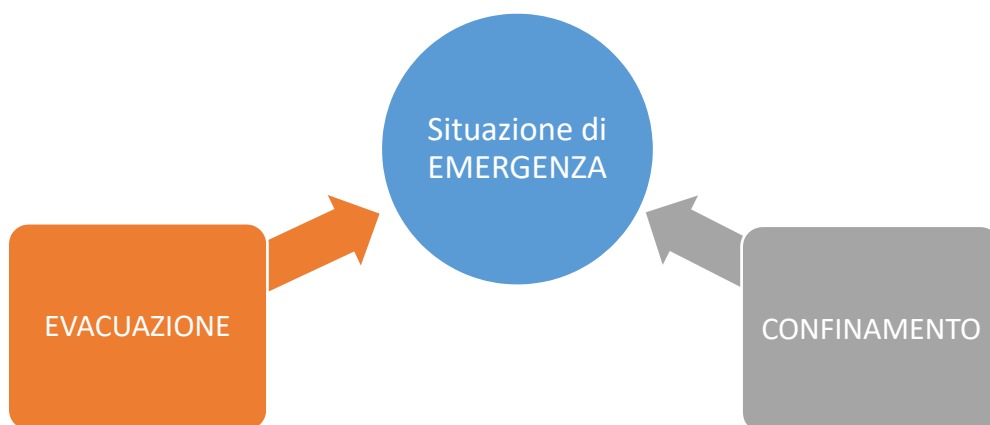 Situazione di
EMERGENZA
EVACUAZIONE
CONFINAMENTO